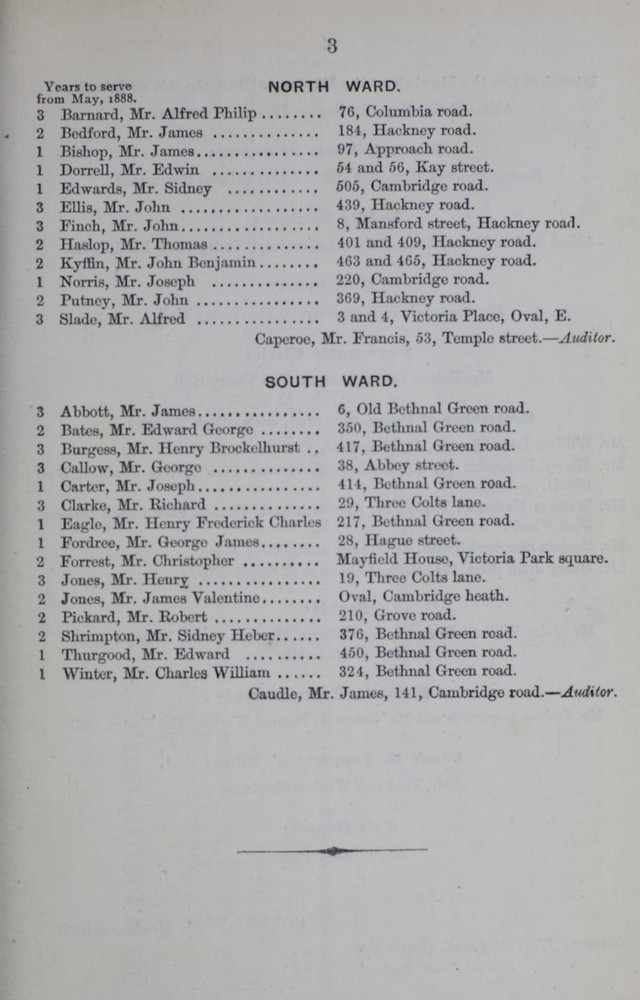 3
Years to serve
from May, 1888.
NORTH WARD.
3 Barnard, Mr. Alfred Philip ........ 76, Columbia road.
2 Bedford, Mr. James .............. 184, Hackney road.
1 Bishop, Mr. James................ 97, Approach road.
1 Dorrell, Mr. Edwin .............. 54 and 56, Kay street.
1 Edwards, Mr. Sidney ............ 505, Cambridge road.
3 Ellis, Mr. John .................. 439, Hackney road.
3 Finch, Mr. John.................. 8, Mansford street, Hackney road.
2 Haslop, Mr. Thomas .............. 401 and 409, Hackney road.
2 Kyffin, Mr. John Benjamin........ 463 and 465, Hackney road.
1 Norris, Mr. Joseph .............. 220, Cambridge road.
2 Putney, Mr. John ................ 369, Hackney road.
3 Slade, Mr. Alfred ................ 3 and 4, Victoria Place, Oval, E.
Caperoe, Mr. Francis, 53, Temple street.—Auditor.
SOUTH WARD.
3 Abbott, Mr. James................ 6, Old Bethnal Green road.
2 Bates, Mr. Edward George ........ 350, Bethnal Green road.
3 Burgess, Mr. Henry Brockelhurst .. 417, Bethnal Green road.
3 Callow, Mr. George .............. 38, Abbey street.
1 Carter, Mr. Joseph................ 414, Bethnal Green road.
3 Clarke, Mr. Richard .............. 29, Three Colts lane.
1 Eagle, Mr. Henry Frederick Charles 217, Bethnal Green road.
1 Fordree, Mr. George James........ 28, Hague street.
2 Forrest, Mr. Christopher .......... Mayfield House, Victoria Park square.
3 Jones, Mr. Henry ................ 19, Three Colts lane.
2 Jones, Mr. James Valentine........ Oval, Cambridge heath.
2 Pickard, Mr. Robert .............. 210, Grove road.
2 Shrimpton, Mr. Sidney Heber...... 376, Bethnal Green road.
1 Thurgood, Mr. Edward .......... 450, Bethnal Green road.
1 Winter, Mr. Charles William ...... 324, Bethnal Green road.
Caudle, Mr. James, 141, Cambridge road.—Auditor.